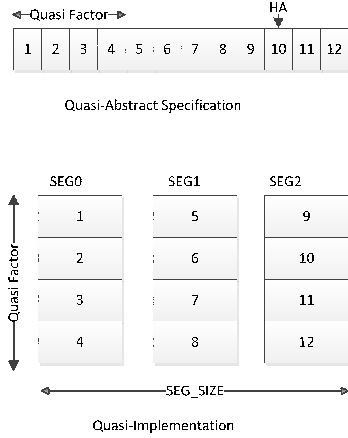 Quasi Factor
HA
1 2 3 4 5 6 7 8 9 10 11 12
Quasi-Abstract Specification
SEG0 SEG1 SEG2
Quasi Factor
1 5 9
2 6 10
3 7 11
4 8 12
SEG_SIZE
Quasi-Implementation